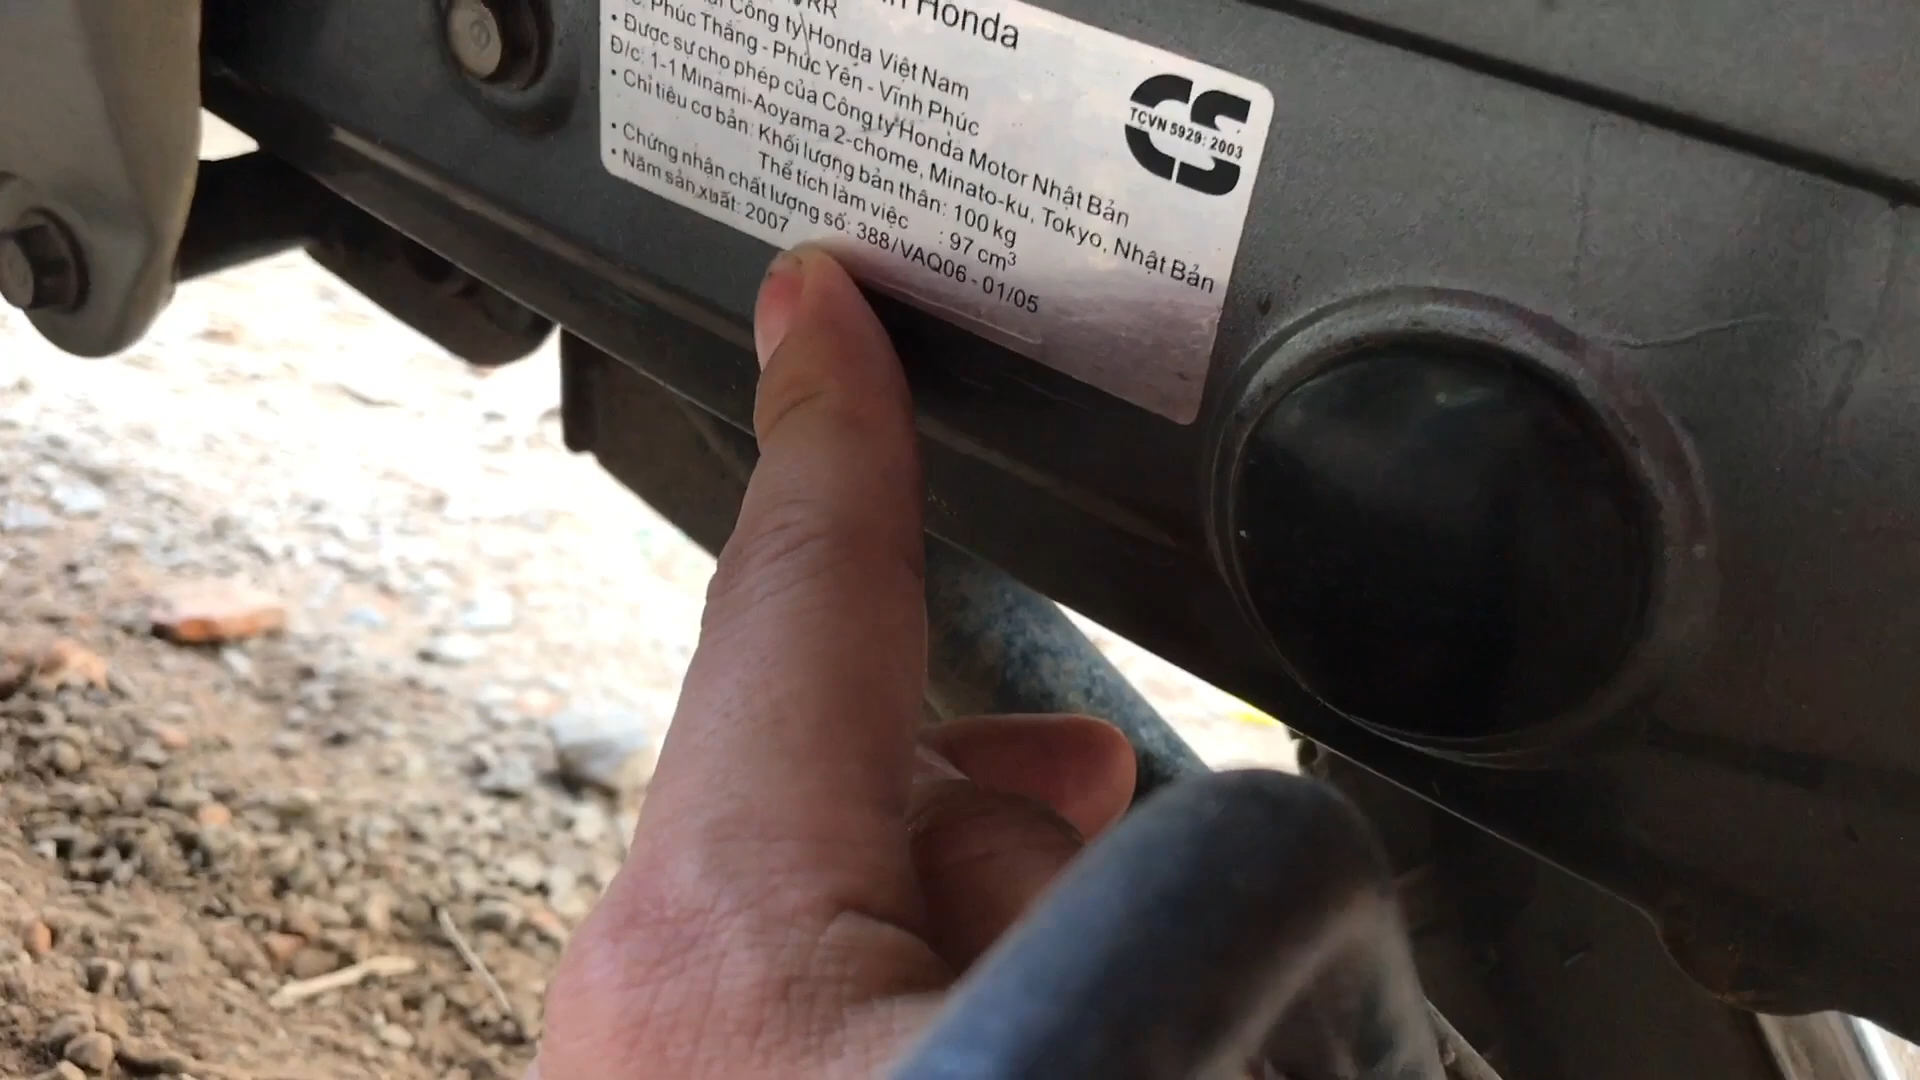 Honda
Công ty Honda Việt Nam
Phúc Thắng - Phúc Yên - Vĩnh Phúc
• Được sự cho phép của Công ty Honda Motor Nhật Bản
Đ/c: 1-1 Minami-Aoyama 2-chome, Minato-ku, Tokyo, Nhật Bản
• Chỉ tiêu cơ bản: Khối lượng bản thân: 100 kg
Thể tích làm việc : 97 cm³
• Chứng nhận chất lượng số: 388/VAQ06 - 01/05
• Năm sản xuất: 2007
CS
TCVN 5929: 2003